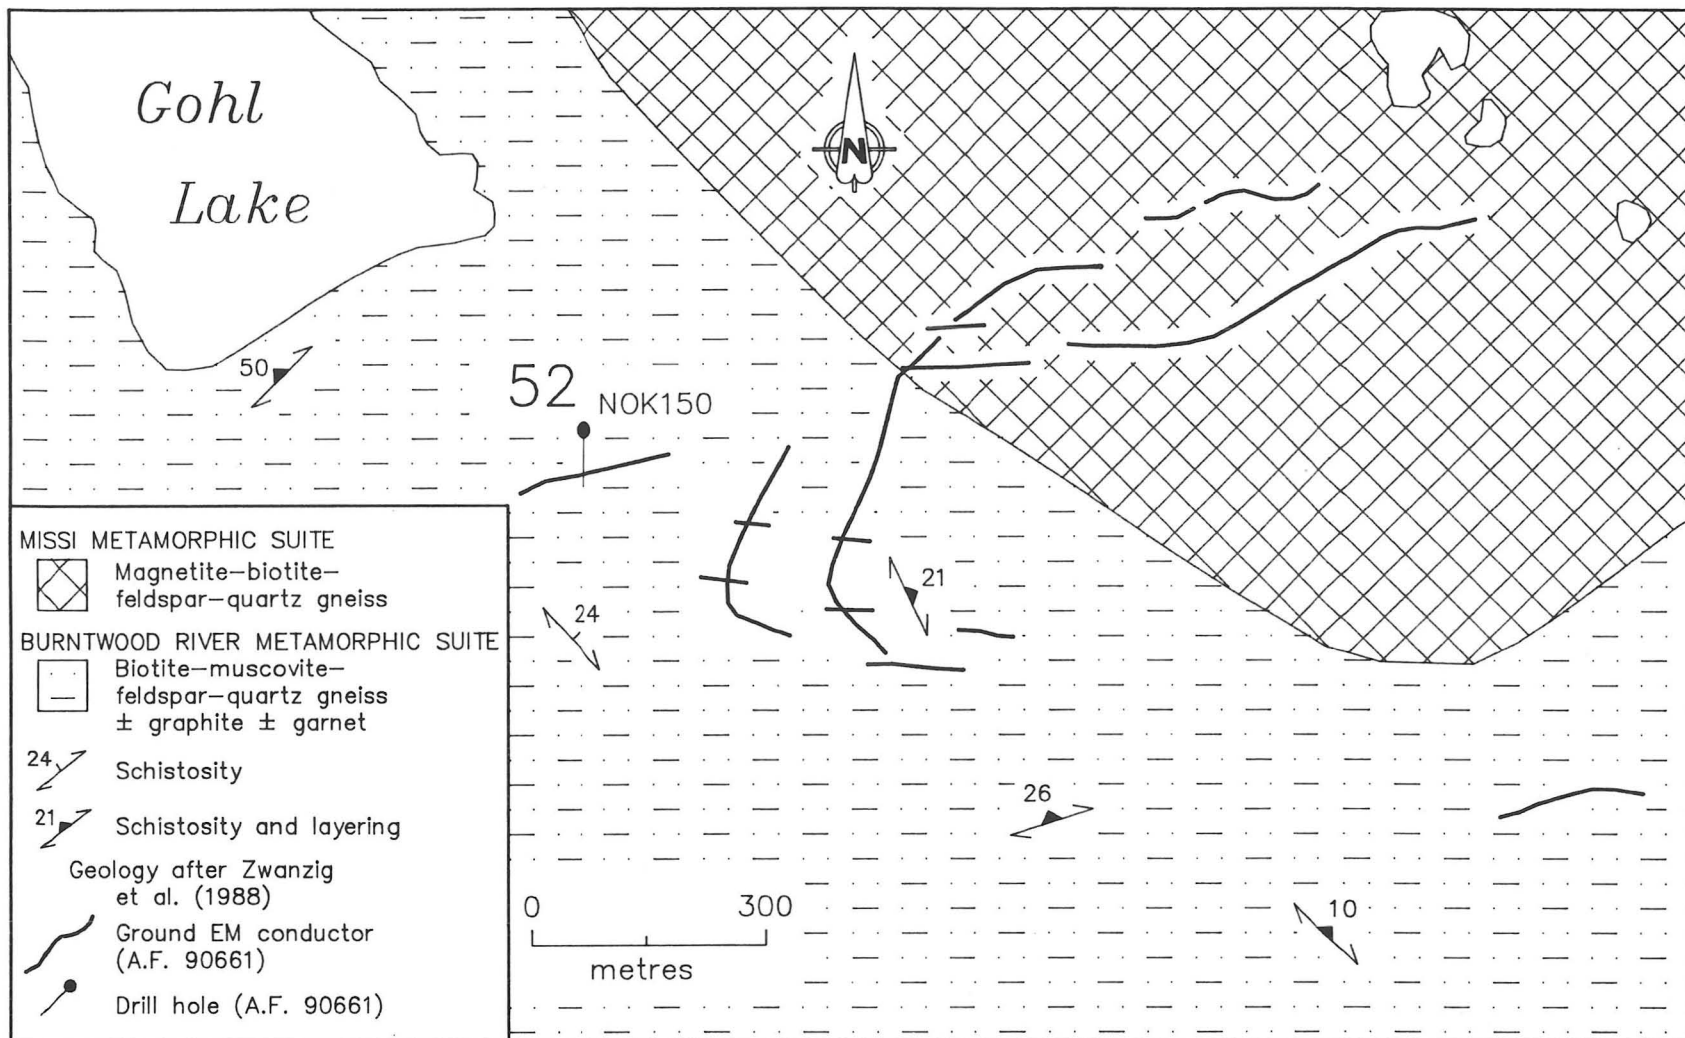 Gohl
Lake
N
50
52
NOK150
21
24
26
10
MISSI METAMORPHIC SUITE
Magnetite-biotite-
feldspar-quartz gneiss
BURNTWOOD RIVER METAMORPHIC SUITE
Biotite-muscovite-
feldspar-quartz gneiss
± graphite ± garnet
24
Schistosity
21
Schistosity and layering
Geology after Zwanzig
et al. (1988)
Ground EM conductor
(A.F. 90661)
Drill hole (A.F. 90661)
0 300
metres